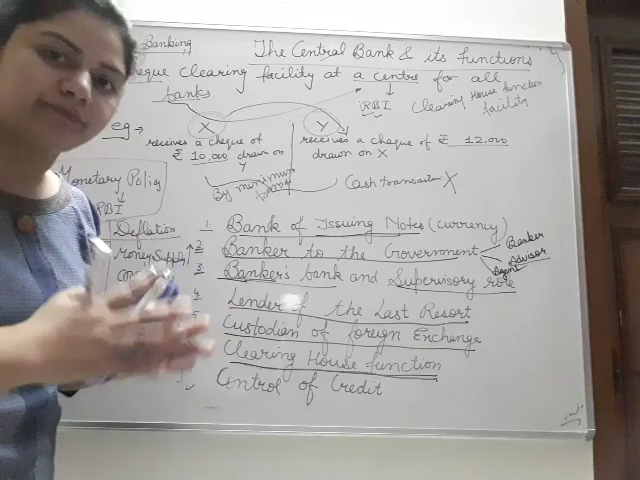 Banking
The Central Bank & its functions
eque Clearing facility at a centre for all
banks
RBI
Clearing House function
facility
eg → X
Y
receives a cheque of
₹ 10,000 drawn on
Y
receives a cheque of ₹ 12,000
drawn on X
By minimum
Cash transaction X
Monetary Policy
RBI
Deflation
Money Supply
1. Bank of Issuing Notes (currency)
2. Banker to the Government
Banker
Advisor
Agent
3. Banker's bank and Supervisory role
4. Lender of the Last Resort
Custodian of foreign Exchange
Clearing House function
Control of Credit